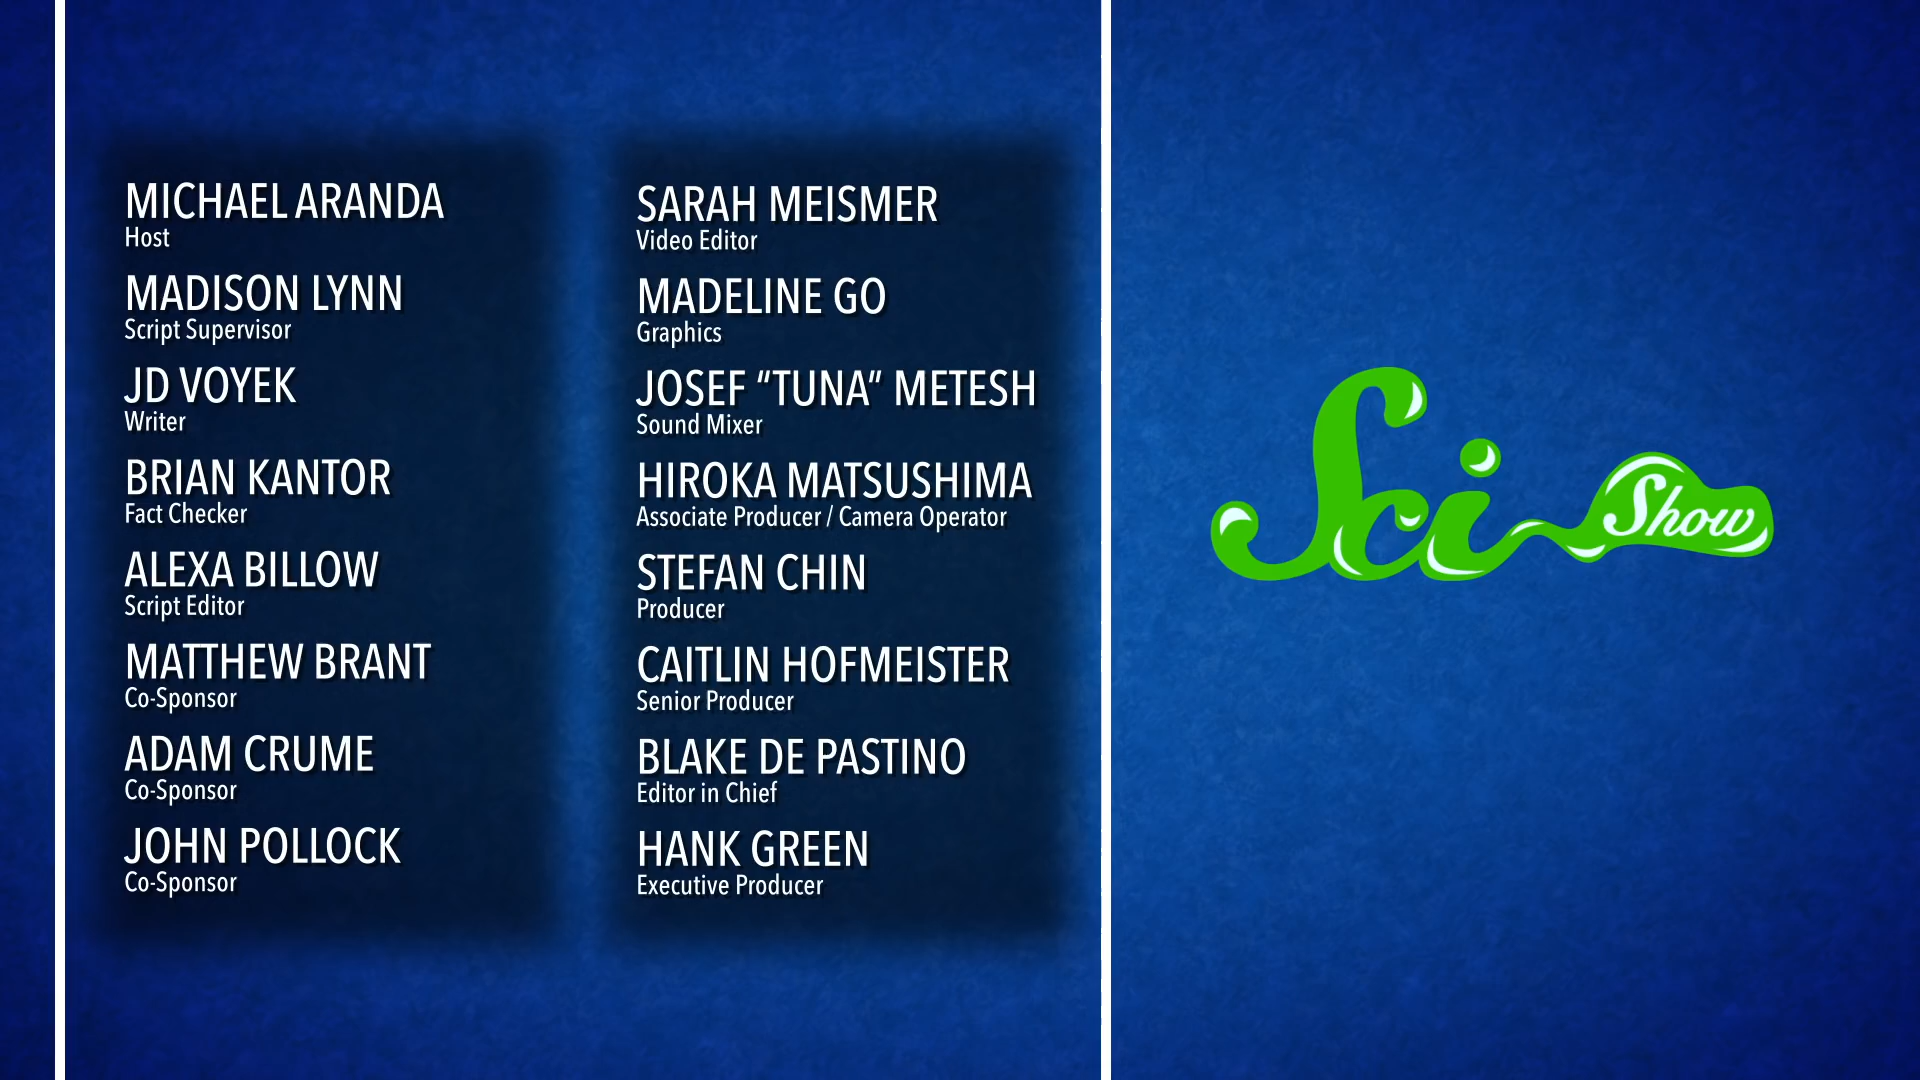 MICHAEL ARANDA
Host
MADISON LYNN
Script Supervisor
JD VOYEK
Writer
BRIAN KANTOR
Fact Checker
ALEXA BILLOW
Script Editor
MATTHEW BRANT
Co-Sponsor
ADAM CRUME
Co-Sponsor
JOHN POLLOCK
Co-Sponsor
SARAH MEISMER
Video Editor
MADELINE GO
Graphics
JOSEF “TUNA” METESH
Sound Mixer
HIROKA MATSUSHIMA
Associate Producer / Camera Operator
STEFAN CHIN
Producer
CAITLIN HOFMEISTER
Senior Producer
BLAKE DE PASTINO
Editor in Chief
HANK GREEN
Executive Producer
Sci Show